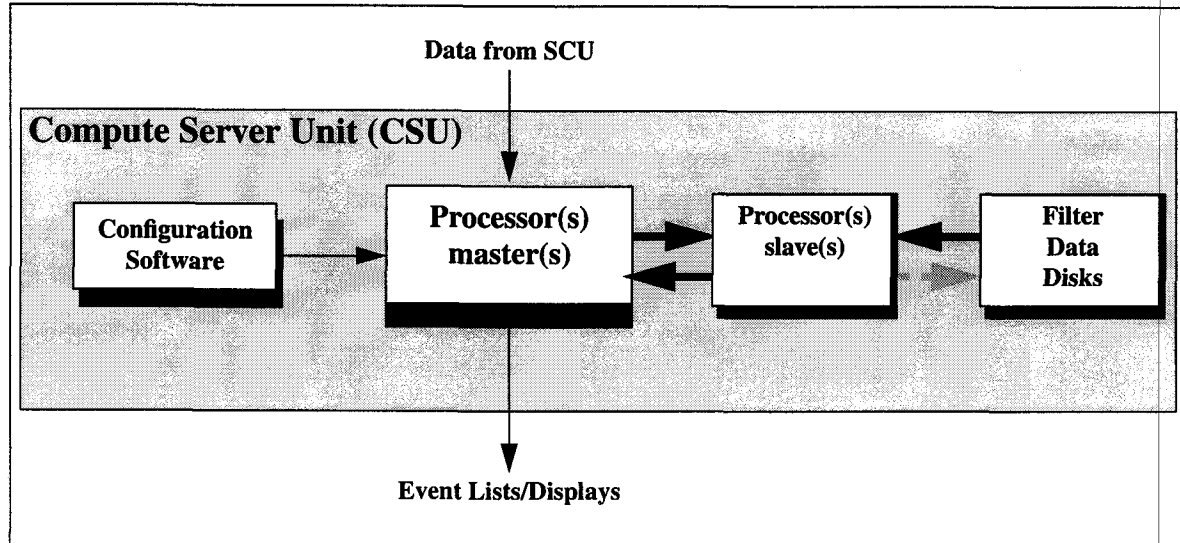 Data from SCU
Compute Server Unit (CSU)
Configuration
Software
Processor(s)
master(s)
Processor(s)
slave(s)
Filter
Data
Disks
Event Lists/Displays